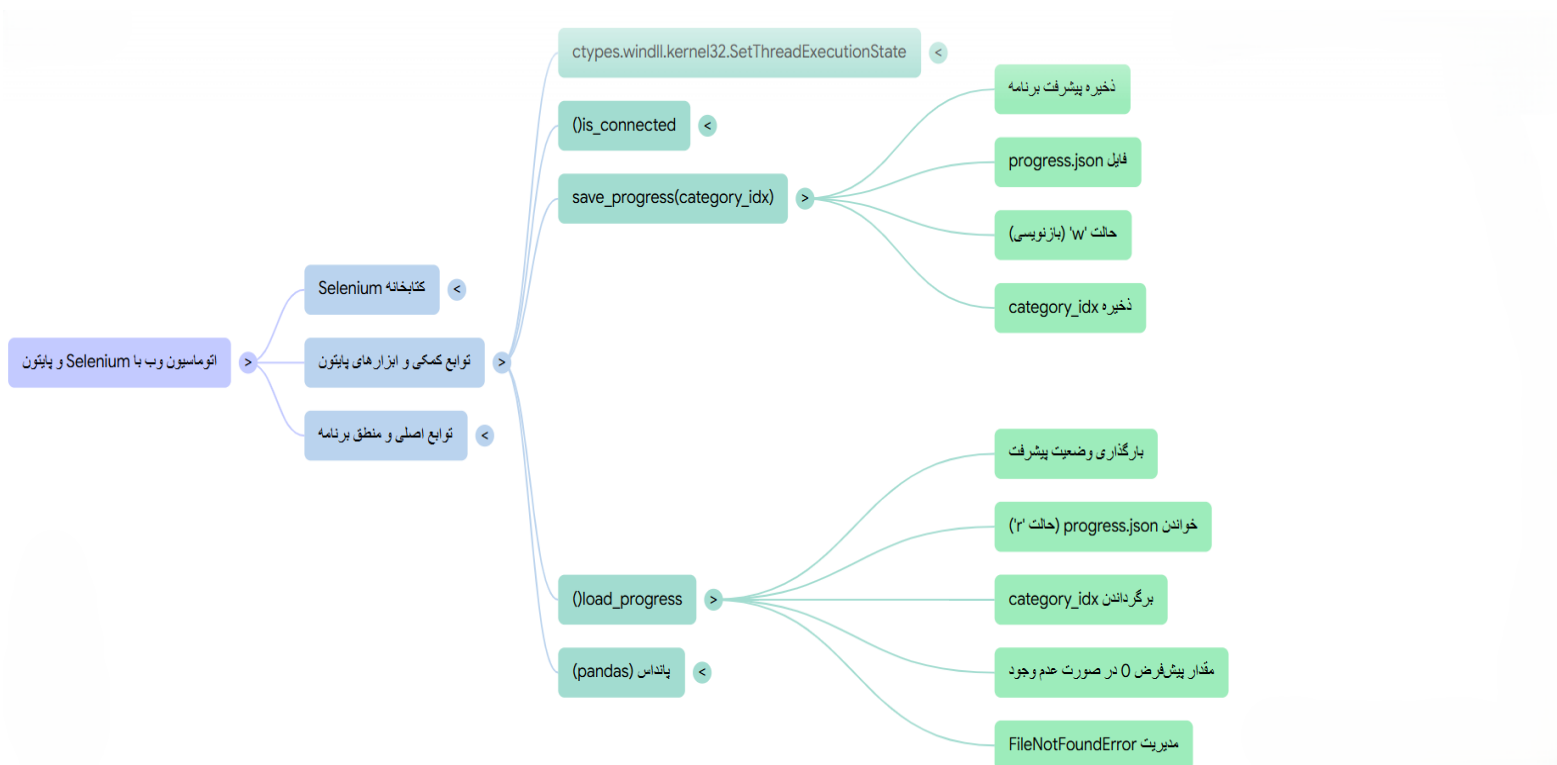 اتوماسیون وب با Selenium و پایتون
کتابخانه Selenium
توابع کمکی و ابزارهای پایتون
توابع اصلی و منطق برنامه
ctypes.windll.kernel32.SetThreadExecutionState
()is_connected
save_progress(category_idx)
ذخیره پیشرفت برنامه
فایل progress.json
حالت 'w' (بازنویسی)
ذخیره category_idx
()load_progress
بارگذاری وضعیت پیشرفت
خواندن progress.json (حالت 'r')
برگرداندن category_idx
مقدار پیش‌فرض 0 در صورت عدم وجود
مدیریت FileNotFoundError
پانداس (pandas)